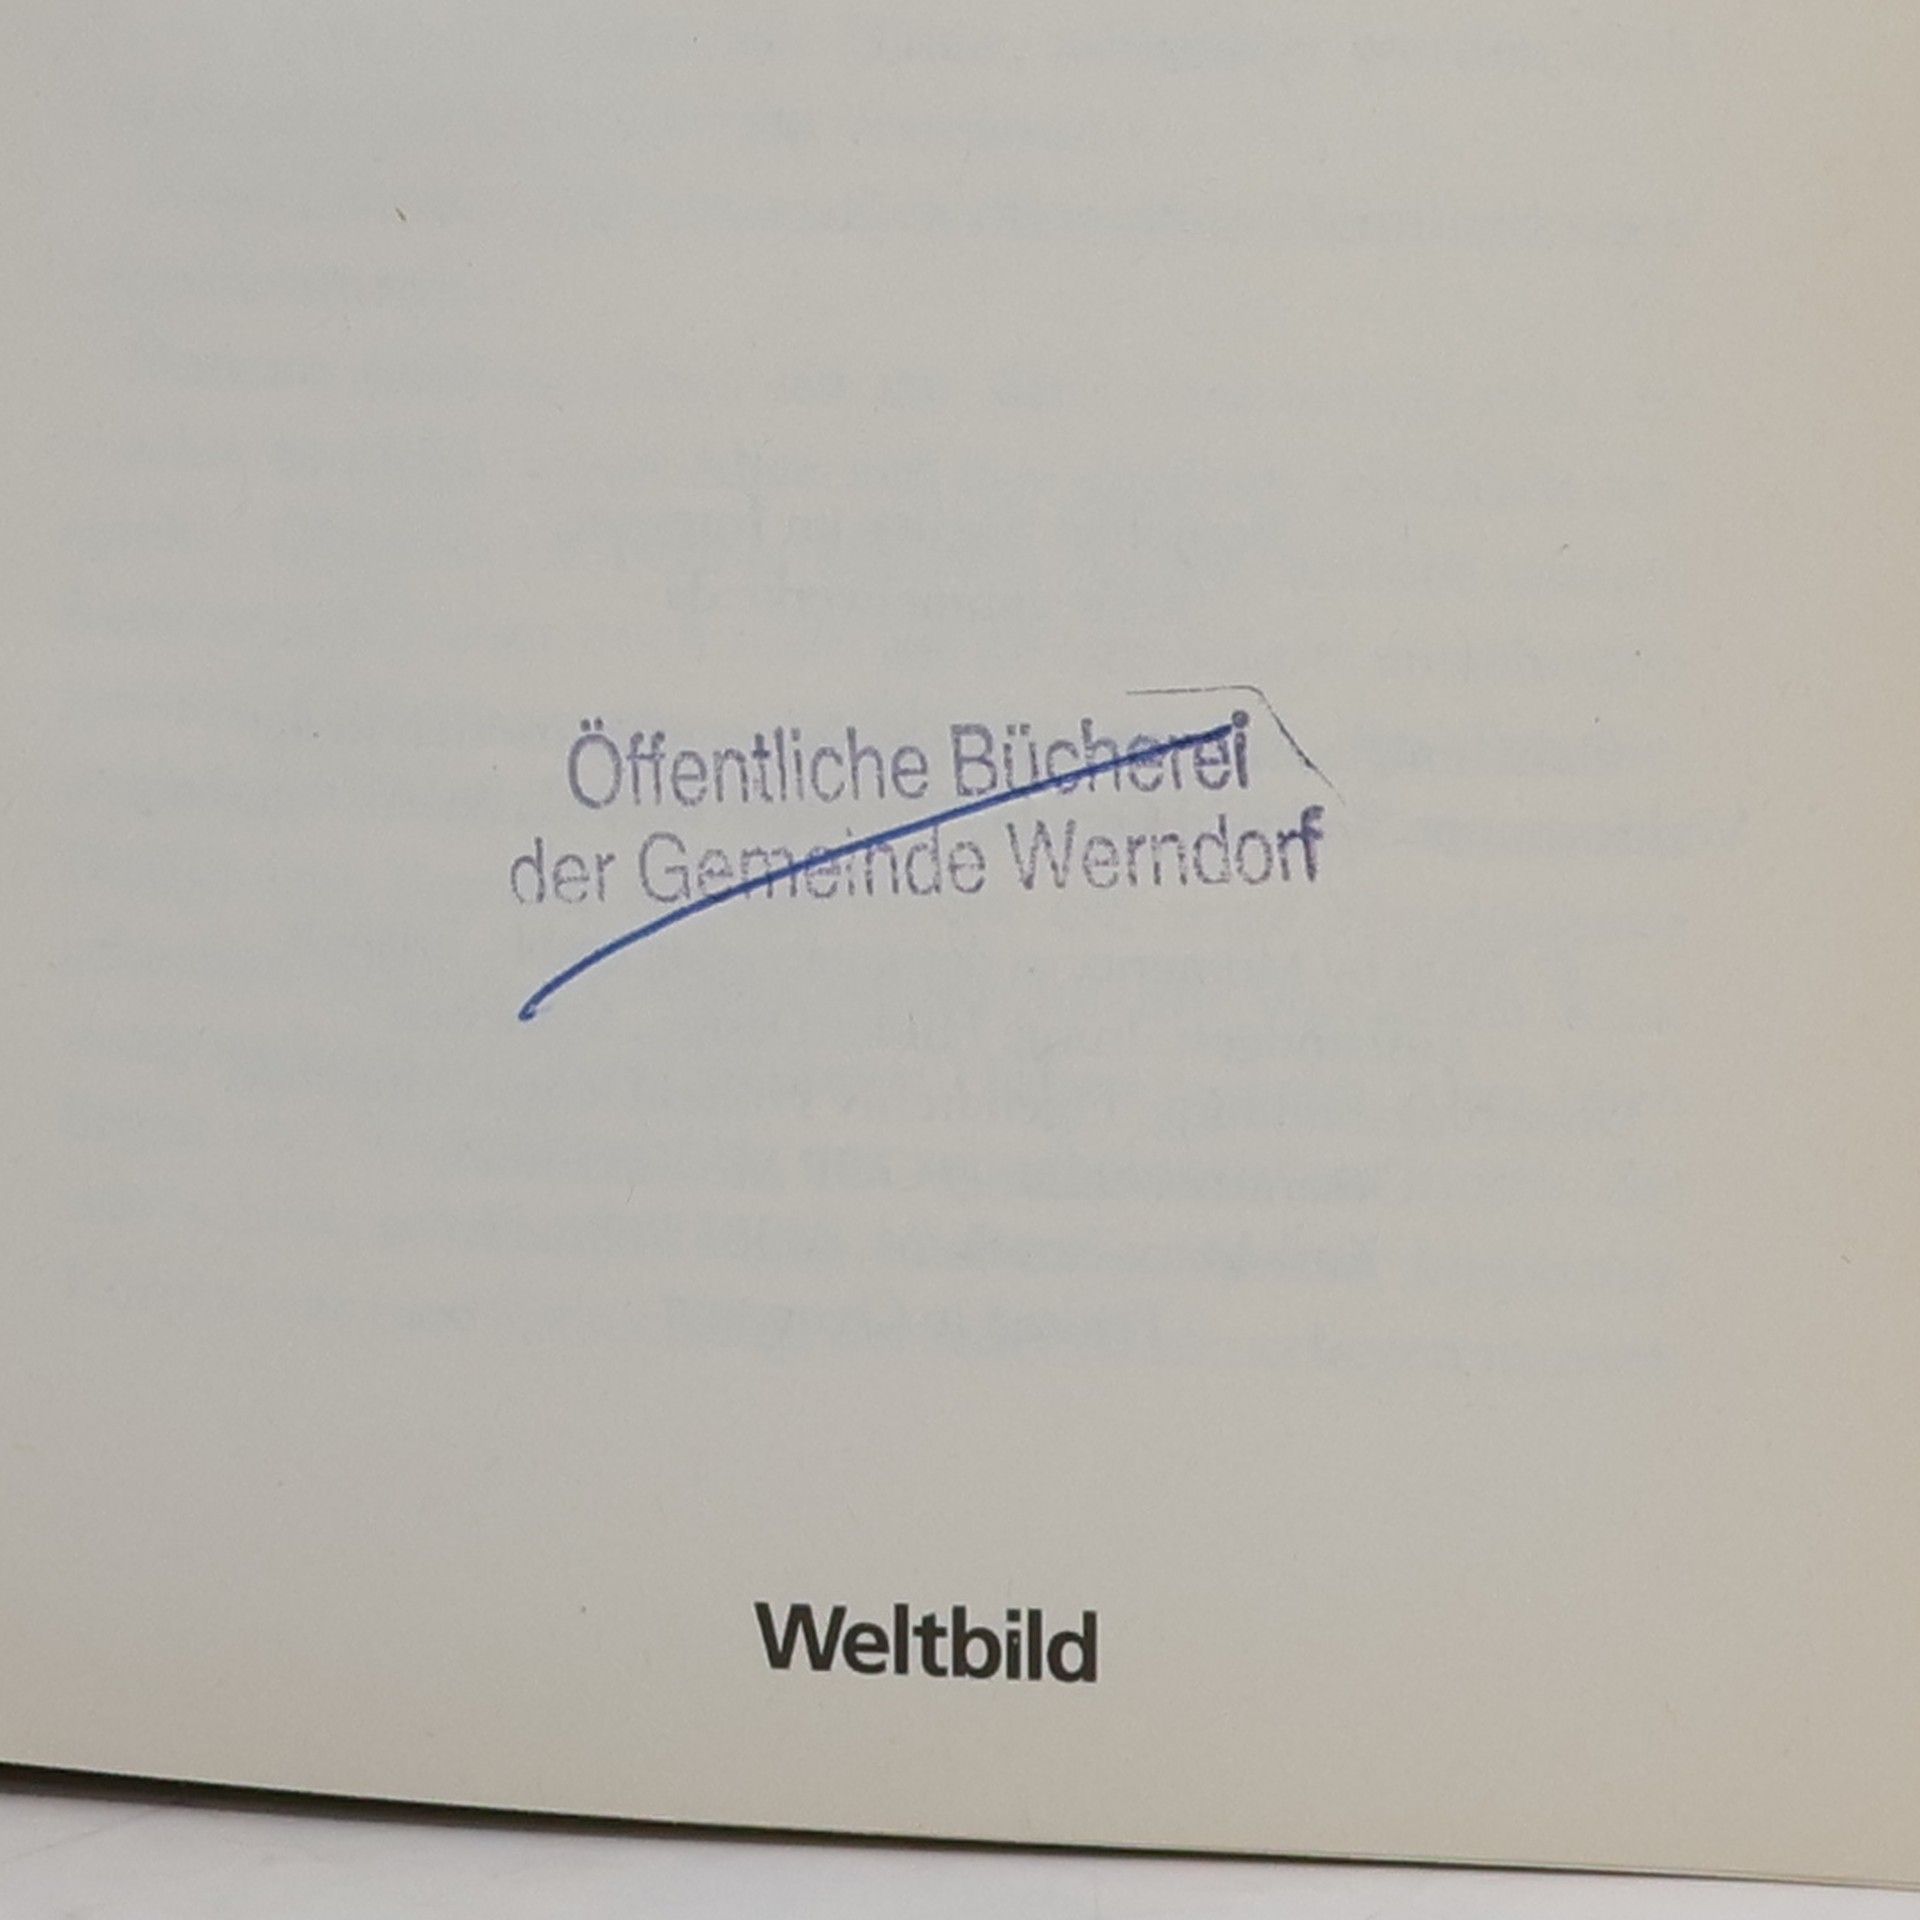 Öffentliche Bücherei
der Gemeinde Werndorf
Weltbild